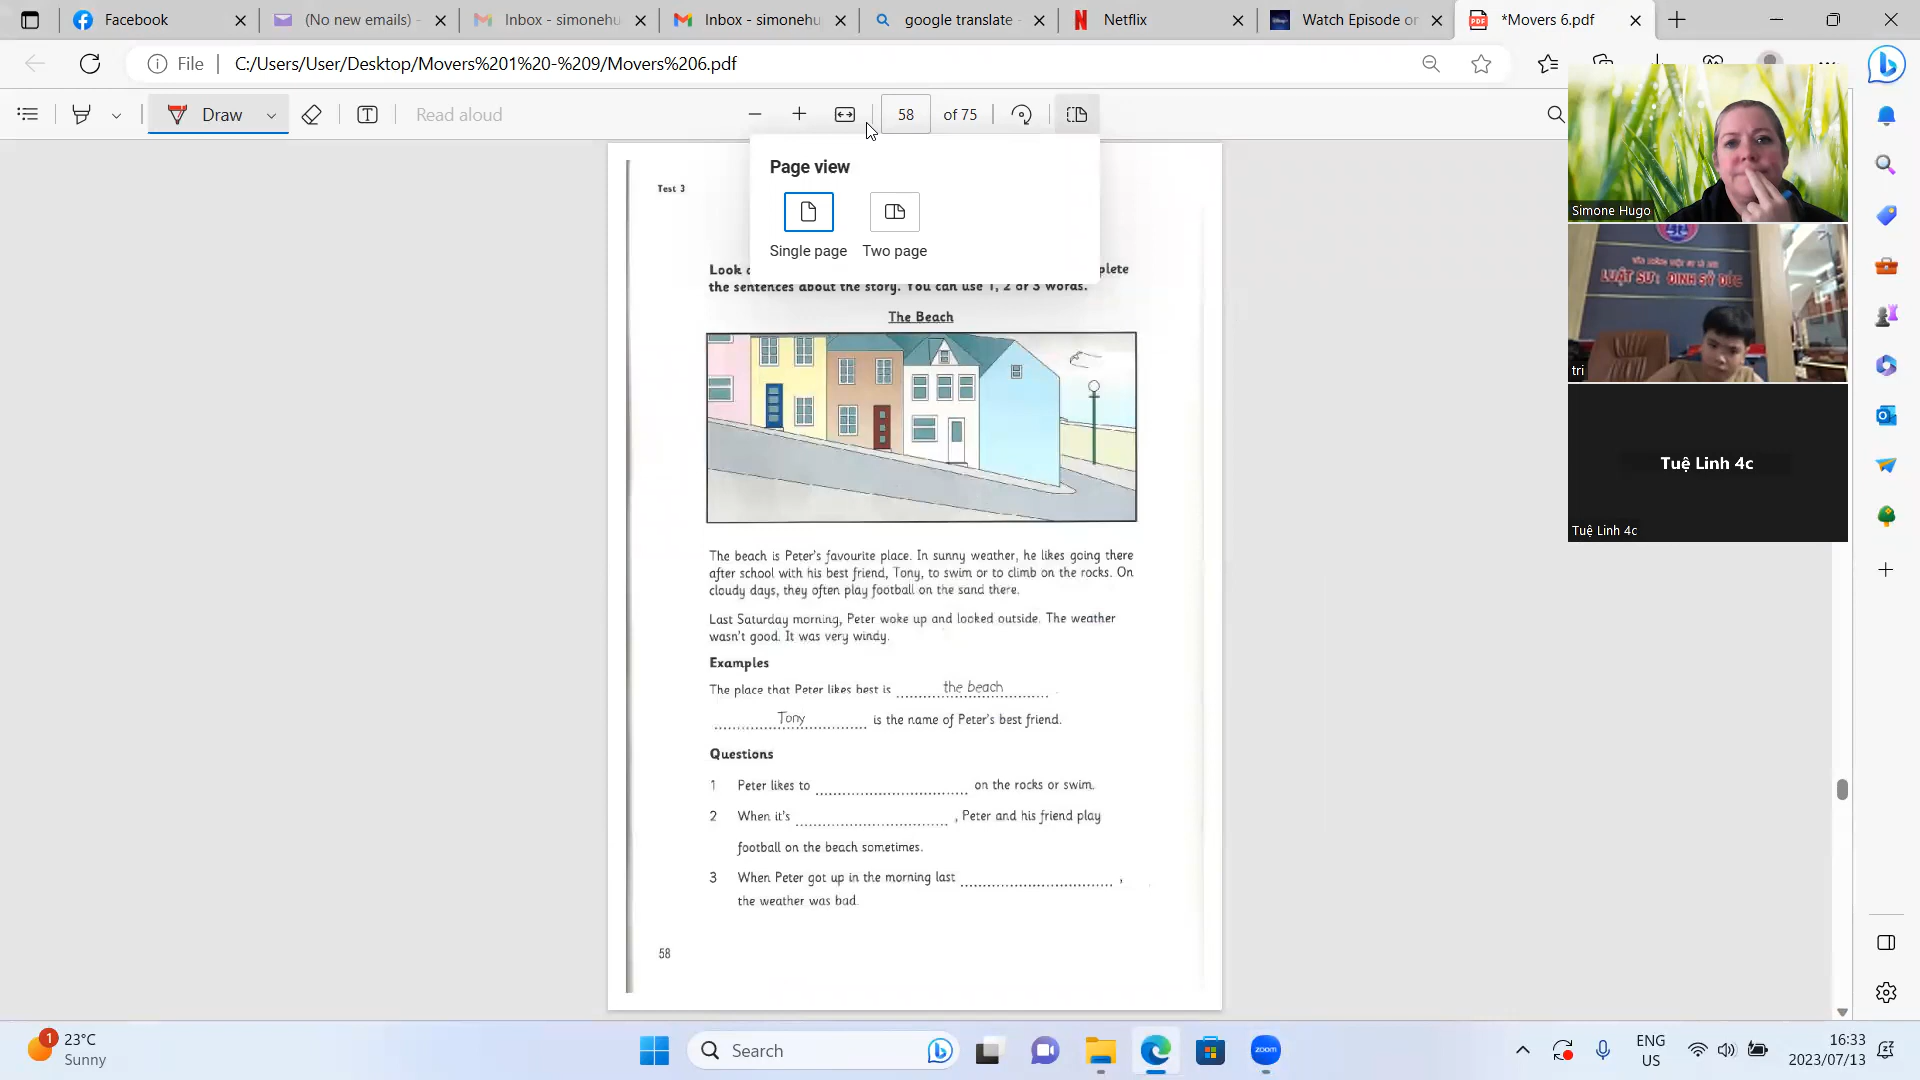 Facebook
(No new emails) -
Inbox - simonehu
Inbox - simonehu
google translate -
Netflix
Watch Episode or
*Movers 6.pdf
File
C:/Users/User/Desktop/Movers%201%20-%209/Movers%206.pdf
Draw
Read aloud
58
of 75
Page view
Single page
Two page
Test 3
Look
plete
the sentences about the story. You can use 1, 2 or 3 words.
The Beach
The beach is Peter's favourite place. In sunny weather, he likes going there
after school with his best friend, Tony, to swim or to climb on the rocks. On
cloudy days, they often play football on the sand there.
Last Saturday morning, Peter woke up and looked outside. The weather
wasn't good. It was very windy.
Examples
The place that Peter likes best is the beach .
Tony is the name of Peter's best friend.
Questions
1 Peter likes to on the rocks or swim.
2 When it's , Peter and his friend play
football on the beach sometimes.
3 When Peter got up in the morning last ,
the weather was bad.
58
Simone Hugo
LUẬT SƯ: ĐINH SỸ ĐỨC
tri
Tuệ Linh 4c
Tuệ Linh 4c
1
23°C
Sunny
Search
zoom
ENG
US
16:33
2023/07/13